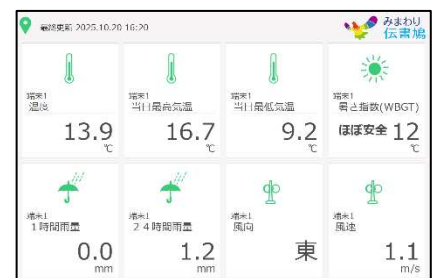 最終更新 2025.10.20 16:20
みまわり
伝書鳩
端末1
温度
13.9
℃
端末1
当日最高気温
16.7
℃
端末1
当日最低気温
9.2
℃
端末1
暑さ指数(WBGT)
ほぼ安全 12
℃
端末1
1時間雨量
0.0
mm
端末1
24時間雨量
1.2
mm
端末1
風向
東
端末1
風速
1.1
m/s